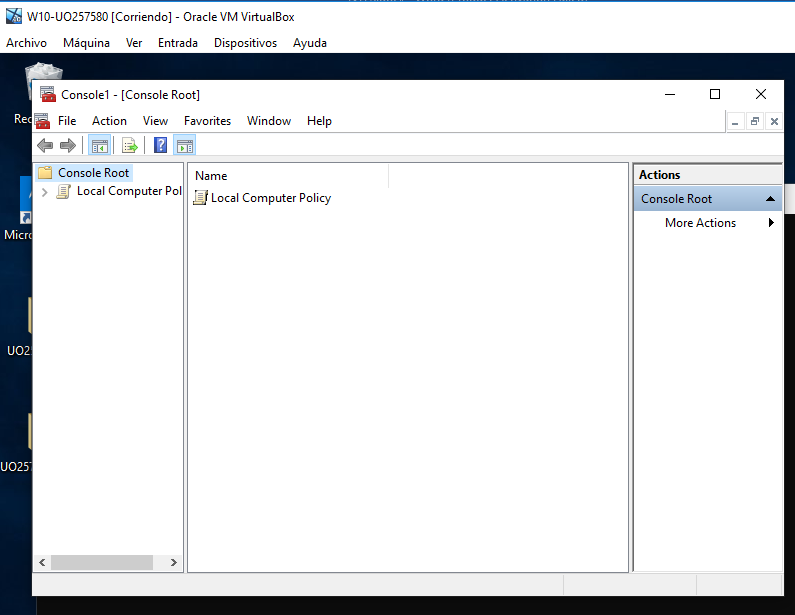 W10-UO257580 [Corriendo] - Oracle VM VirtualBox
Archivo Máquina Ver Entrada Dispositivos Ayuda
Console1 - [Console Root]
File Action View Favorites Window Help
Console Root
Local Computer Pol
Name
Local Computer Policy
Actions
Console Root
More Actions
Rec
Micro
UO25
UO257